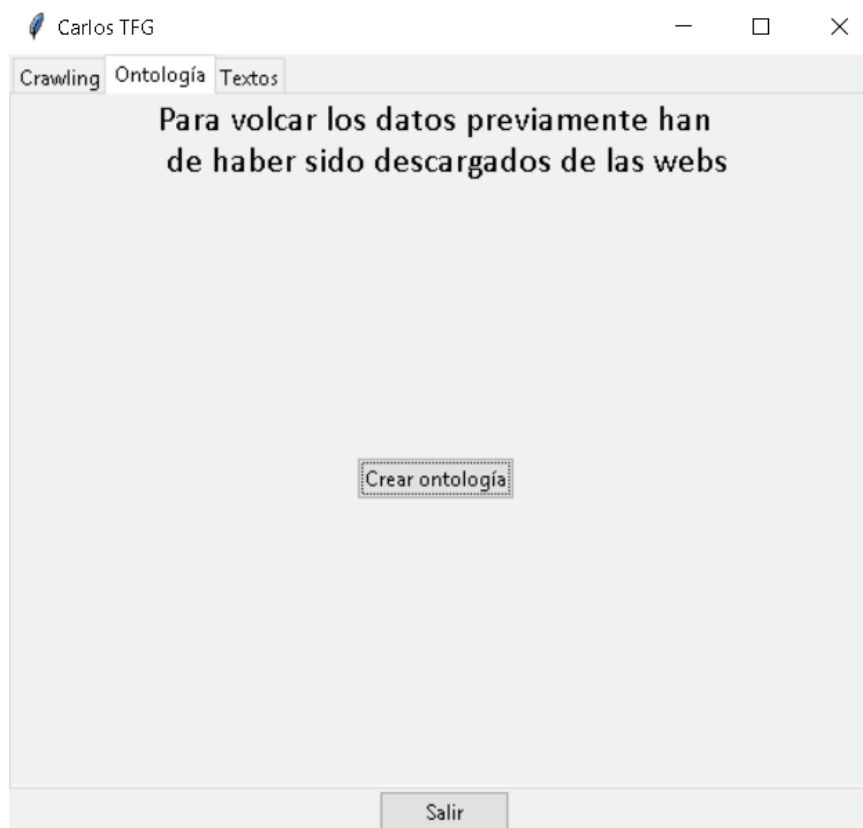 Carlos TFG
Crawling Ontología Textos
Para volcar los datos previamente han
de haber sido descargados de las webs
Crear ontología
Salir